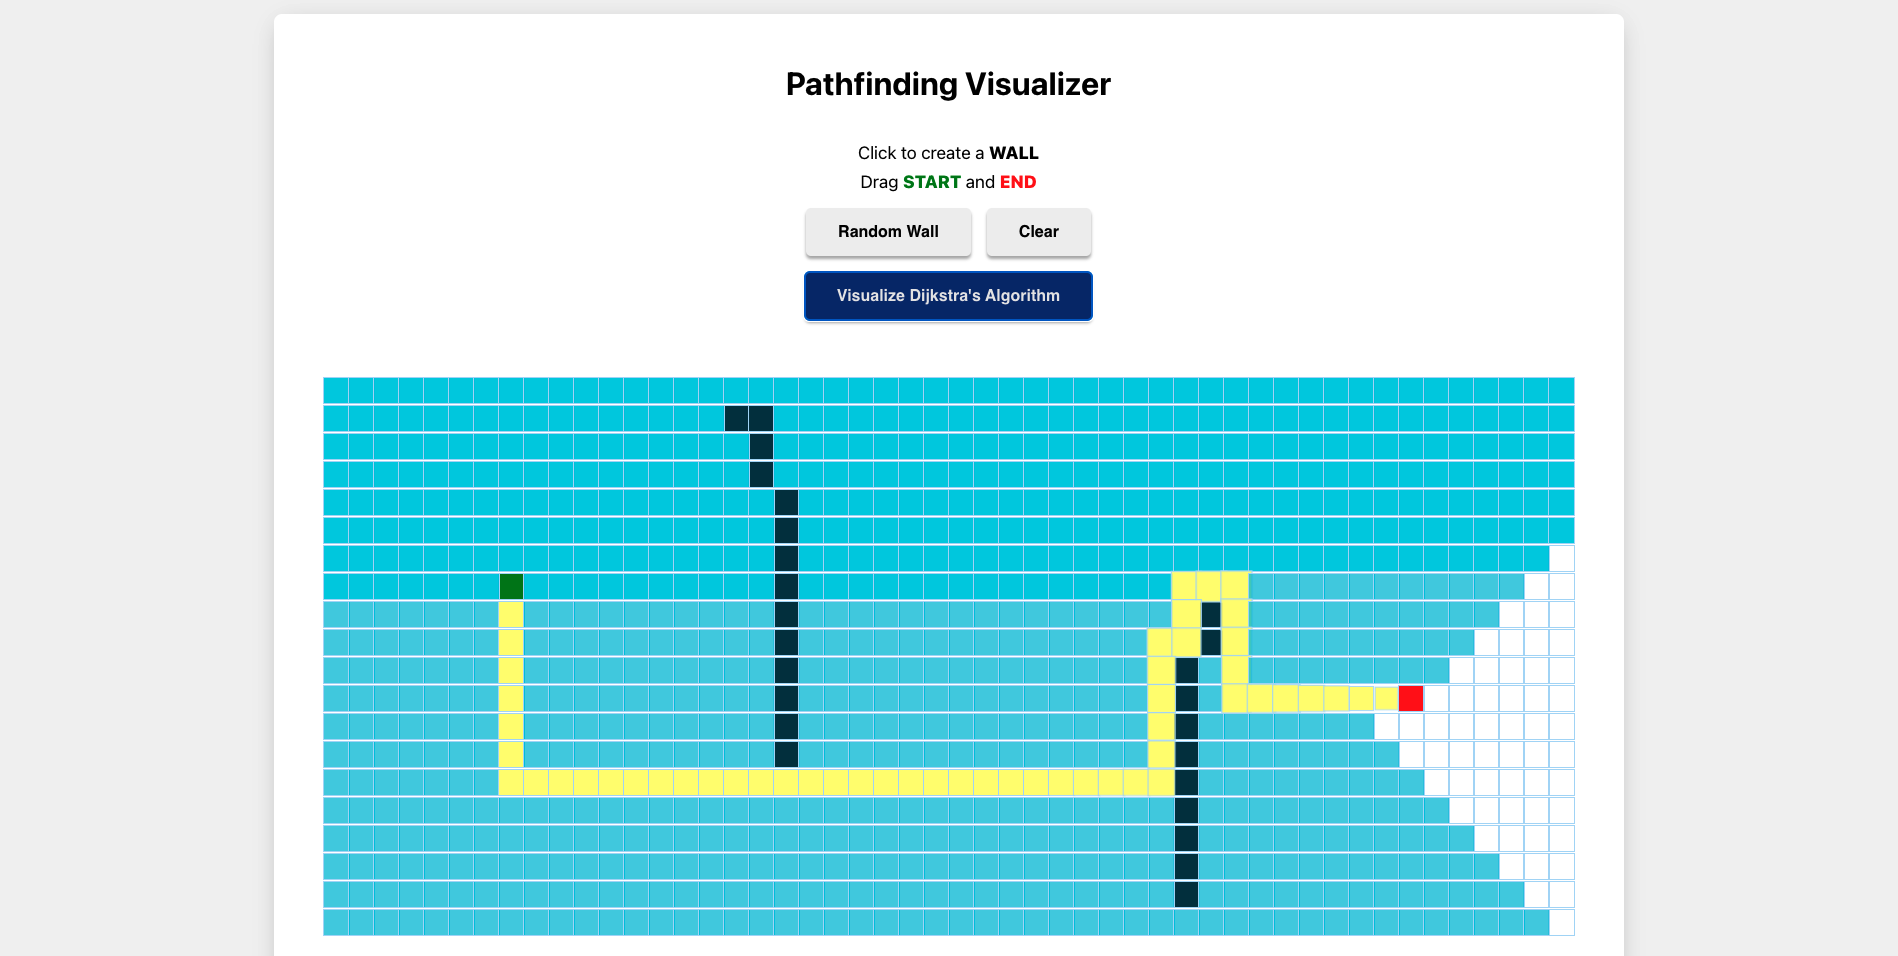 Pathfinding Visualizer
Click to create a WALL
Drag START and END
Random Wall
Clear
Visualize Dijkstra's Algorithm